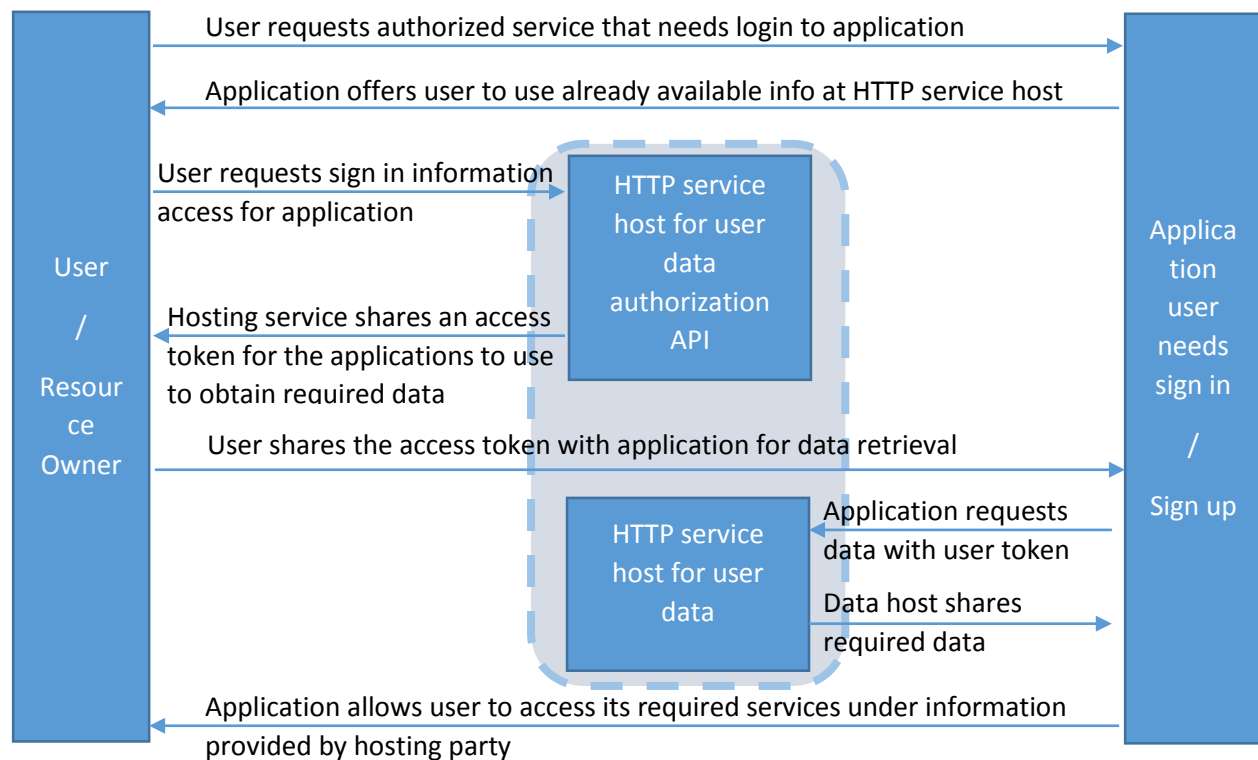 User requests authorized service that needs login to application
Application offers user to use already available info at HTTP service host
User requests sign in information
access for application
HTTP service
host for user
data
authorization
API
User
/
Resour
ce
Owner
Applica
tion
user
needs
sign in
/
Sign up
Hosting service shares an access
token for the applications to use
to obtain required data
User shares the access token with application for data retrieval
HTTP service
host for user
data
Application requests
data with user token
Data host shares
required data
Application allows user to access its required services under information
provided by hosting party